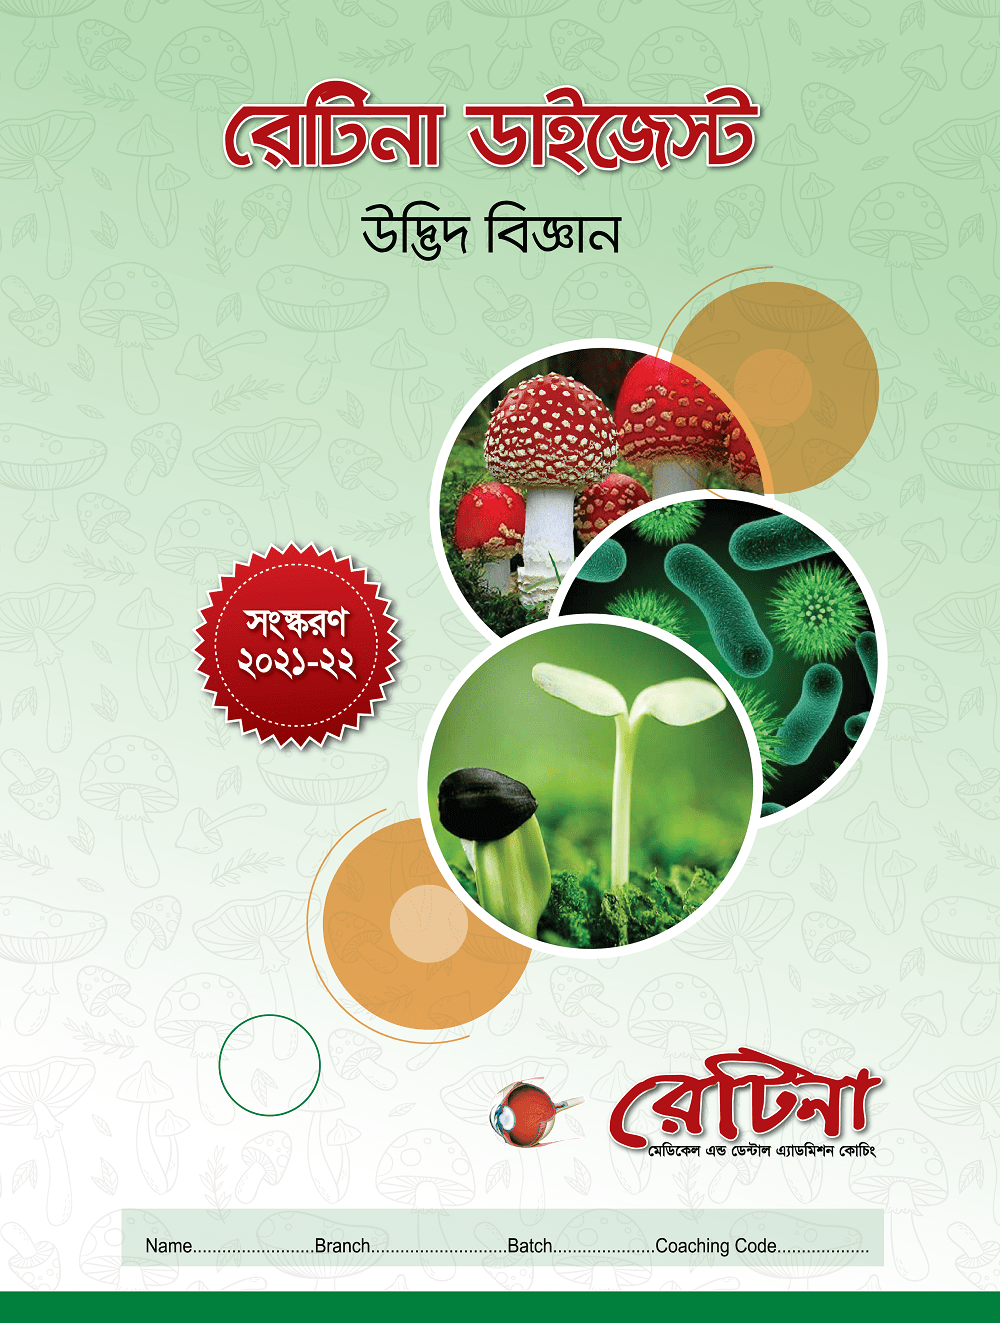 রেটিনা ডাইজেস্ট
উদ্ভিদ বিজ্ঞান
সংস্করণ
২০২১-২২
রেটিনা
মেডিকেল এন্ড ডেন্টাল এ্যাডমিশন কোচিং
Name.........................Branch............................Batch.....................Coaching Code...................